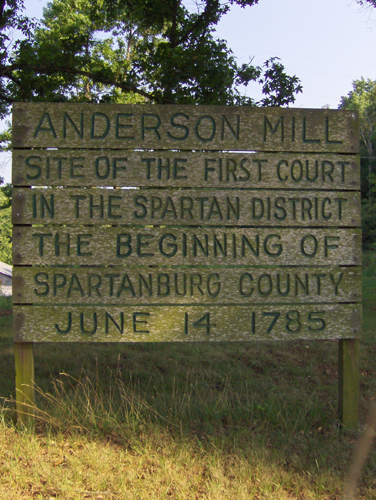 ANDERSON MILL
SITE OF THE FIRST COURT
IN THE SPARTAN DISTRICT
THE BEGINNING OF
SPARTANBURG COUNTY
JUNE 14 1785